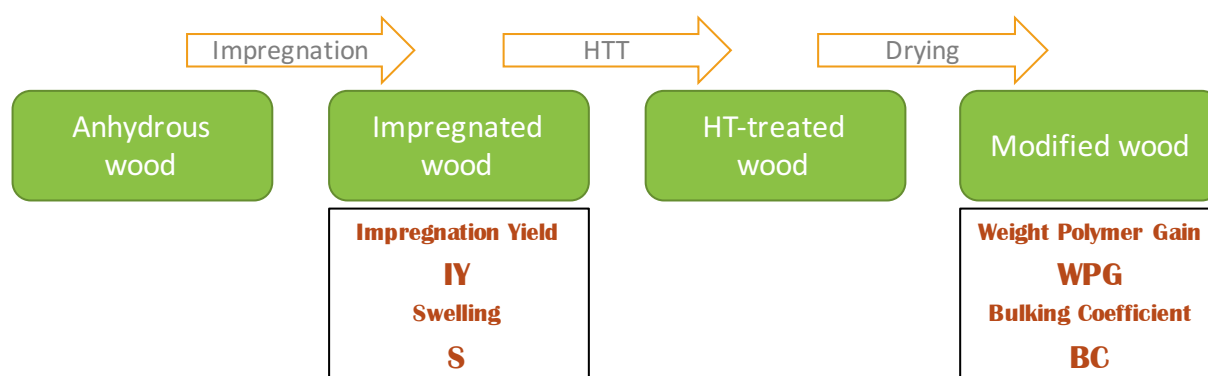 Impregnation
HTT
Drying
Anhydrous
wood
Impregnated
wood
HT-treated
wood
Modified wood
Impregnation Yield
IY
Swelling
S
Weight Polymer Gain
WPG
Bulking Coefficient
BC